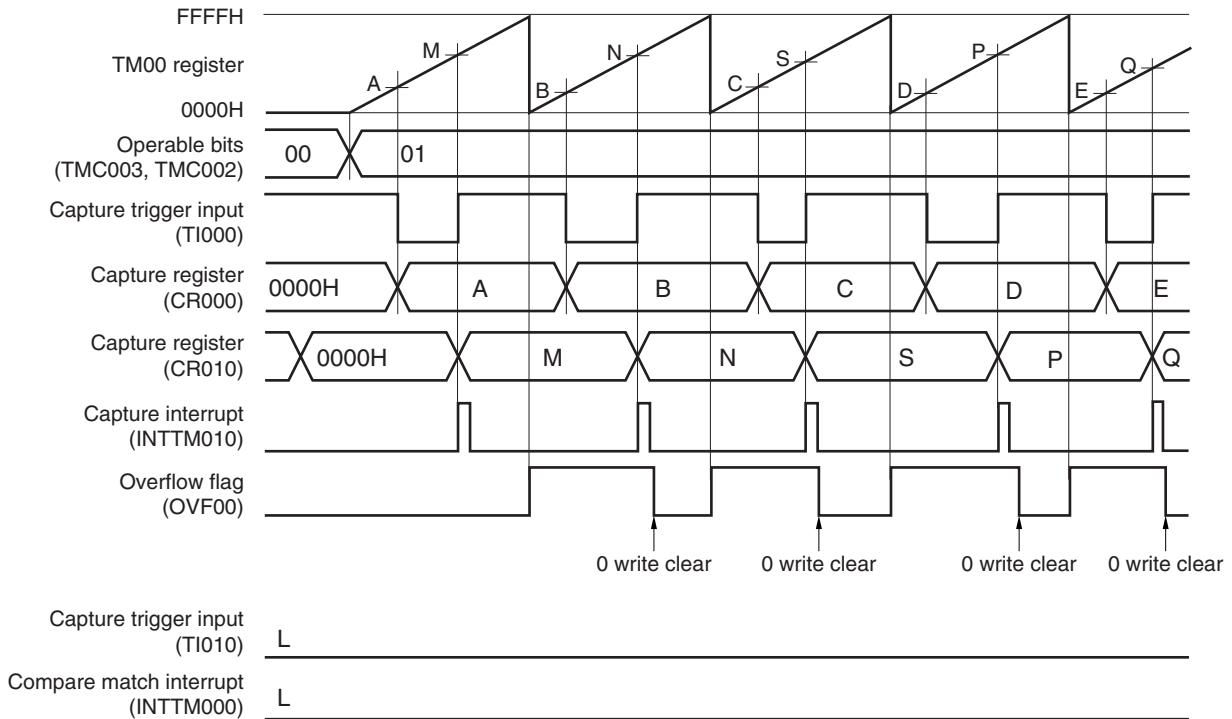 FFFFH
TM00 register
0000H
A M B N C S D P E Q
Operable bits
(TMC003, TMC002)
00 01
Capture trigger input
(TI000)
Capture register
(CR000)
0000H A B C D E
Capture register
(CR010)
0000H M N S P Q
Capture interrupt
(INTTM010)
Overflow flag
(OVF00)
0 write clear 0 write clear 0 write clear 0 write clear
Capture trigger input
(TI010)
L
Compare match interrupt
(INTTM000)
L